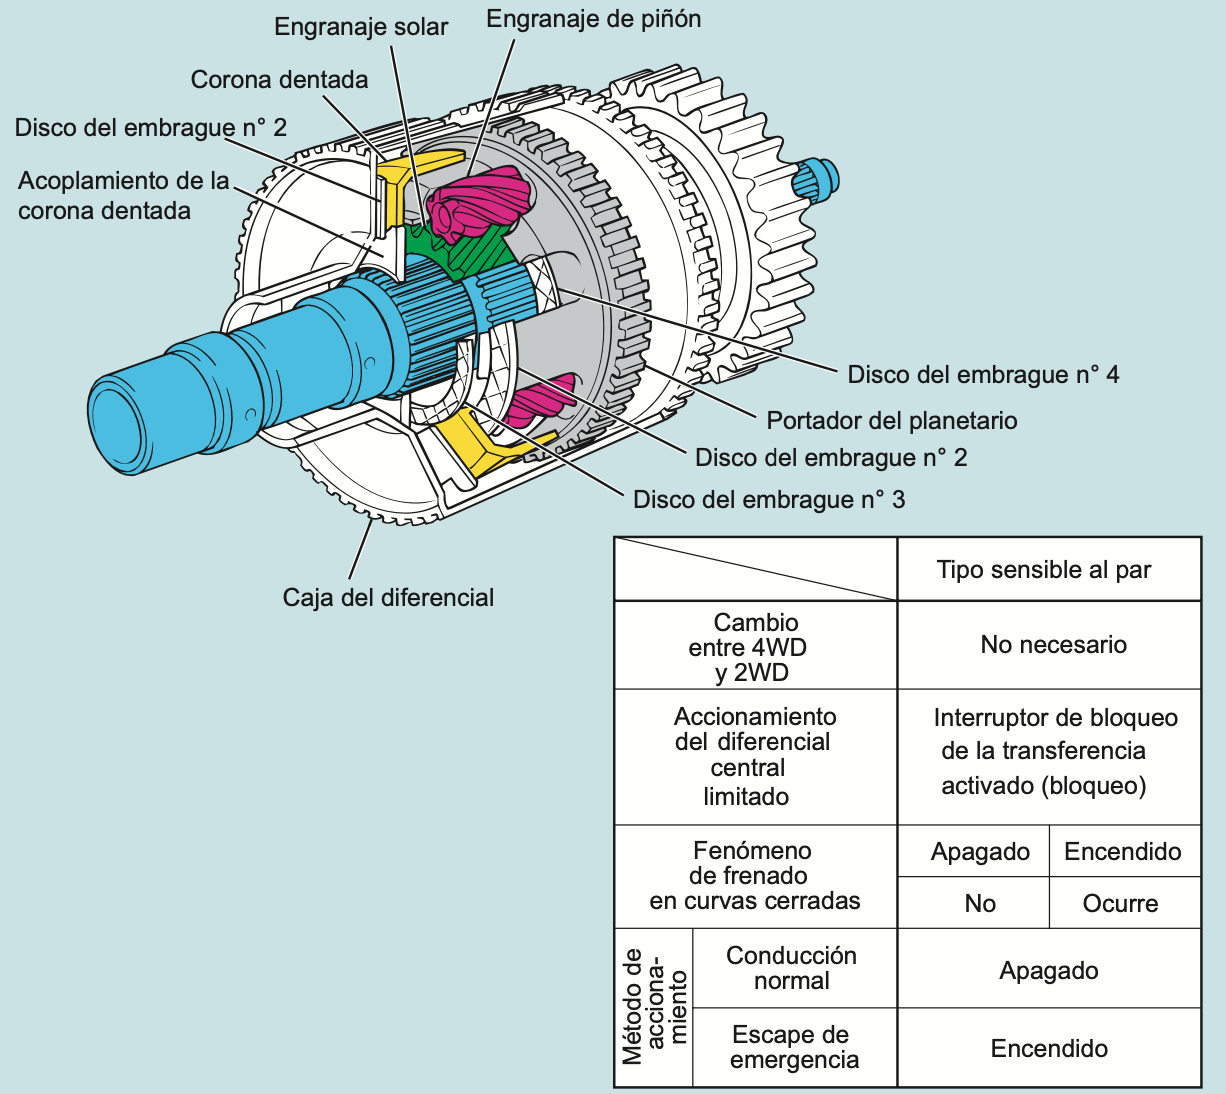 Engranaje solar
Engranaje de piñón
Corona dentada
Disco del embrague n° 2
Acoplamiento de la
corona dentada
Disco del embrague n° 4
Portador del planetario
Disco del embrague n° 2
Disco del embrague n° 3
Caja del diferencial
Tipo sensible al par
Cambio
entre 4WD
y 2WD
No necesario
Accionamiento
del diferencial
central
limitado
Interruptor de bloqueo
de la transferencia
activado (bloqueo)
Fenómeno
de frenado
en curvas cerradas
Apagado
Encendido
No
Ocurre
Método de
acciona-
miento
Conducción
normal
Apagado
Escape de
emergencia
Encendido